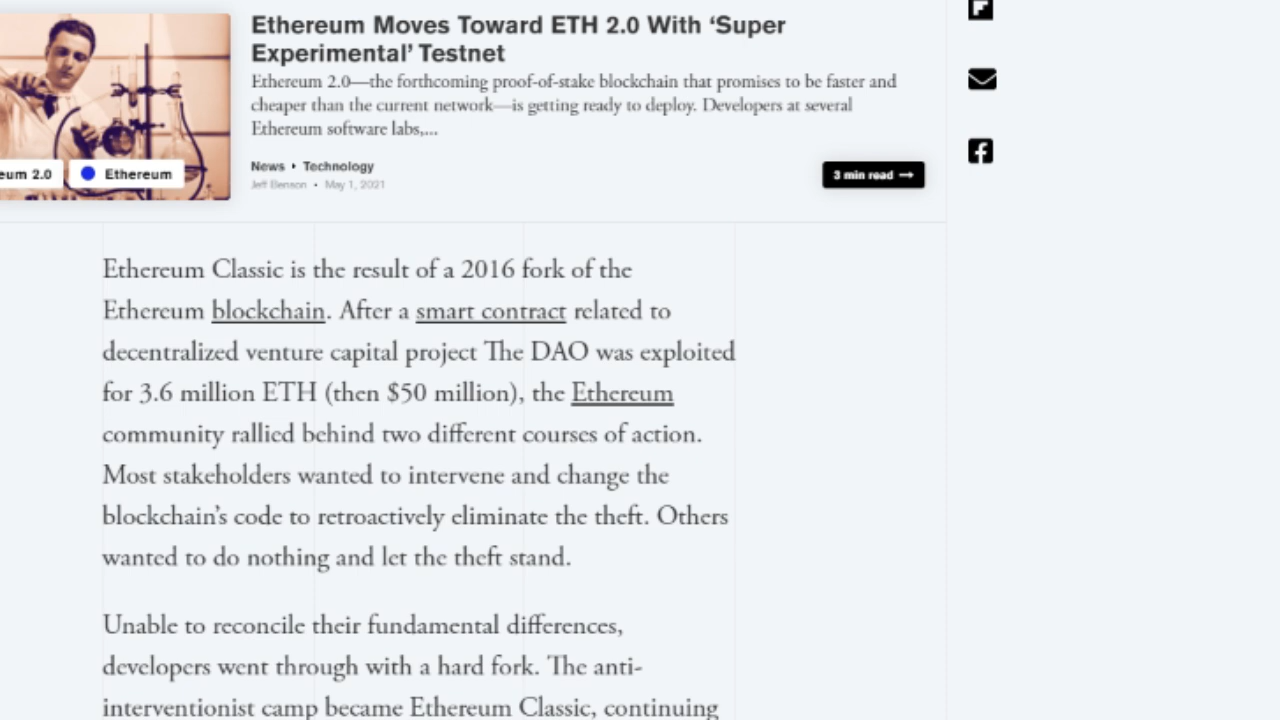 Ethereum Moves Toward ETH 2.0 With ‘Super
Experimental’ Testnet
Ethereum 2.0—the forthcoming proof-of-stake blockchain that promises to be faster and
cheaper than the current network—is getting ready to deploy. Developers at several
Ethereum software labs,...
eum 2.0
Ethereum
News • Technology
Jeff Benson • May 1, 2021
3 min read →
Ethereum Classic is the result of a 2016 fork of the
Ethereum blockchain. After a smart contract related to
decentralized venture capital project The DAO was exploited
for 3.6 million ETH (then $50 million), the Ethereum
community rallied behind two different courses of action.
Most stakeholders wanted to intervene and change the
blockchain’s code to retroactively eliminate the theft. Others
wanted to do nothing and let the theft stand.
Unable to reconcile their fundamental differences,
developers went through with a hard fork. The anti-
interventionist camp became Ethereum Classic, continuing